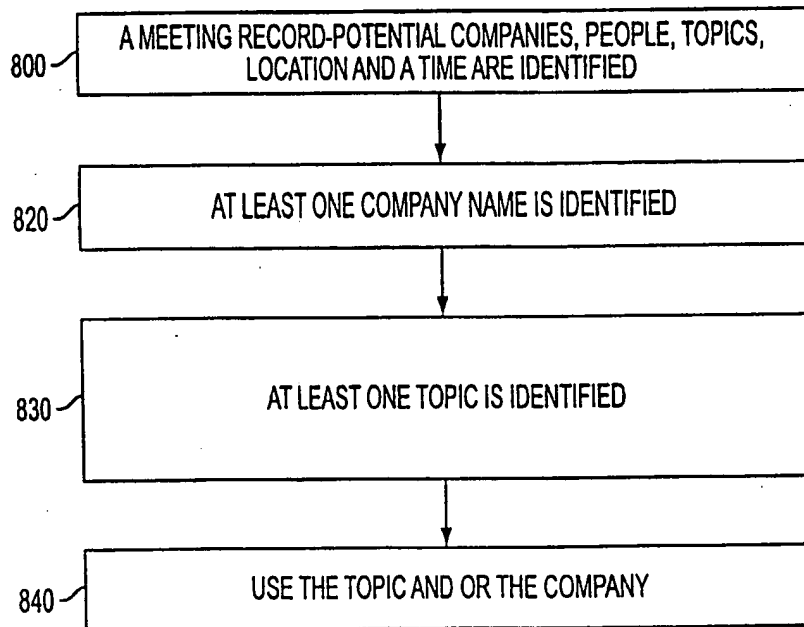 800
A MEETING RECORD-POTENTIAL COMPANIES, PEOPLE, TOPICS,
LOCATION AND A TIME ARE IDENTIFIED
820
AT LEAST ONE COMPANY NAME IS IDENTIFIED
830
AT LEAST ONE TOPIC IS IDENTIFIED
840
USE THE TOPIC AND OR THE COMPANY